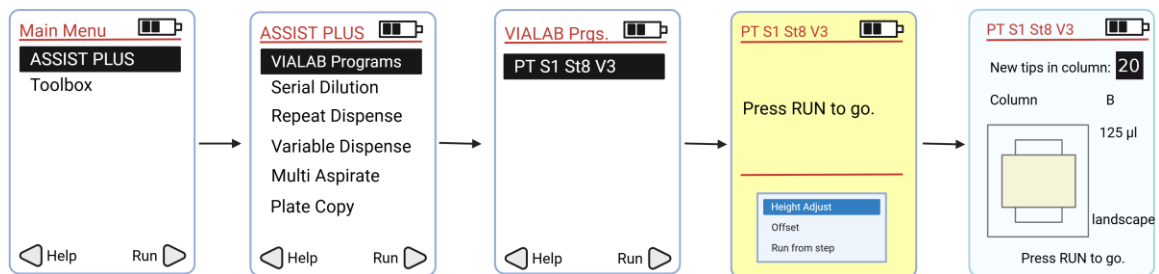 Main Menu
ASSIST PLUS
Toolbox
Help
Run
ASSIST PLUS
VIALAB Programs
Serial Dilution
Repeat Dispense
Variable Dispense
Multi Aspirate
Plate Copy
Help
Run
VIALAB Prgs.
PT S1 St8 V3
Help
Run
PT S1 St8 V3
Press RUN to go.
Height Adjust
Offset
Run from step
PT S1 St8 V3
New tips in column: 20
Column B
125 µl
landscape
Press RUN to go.